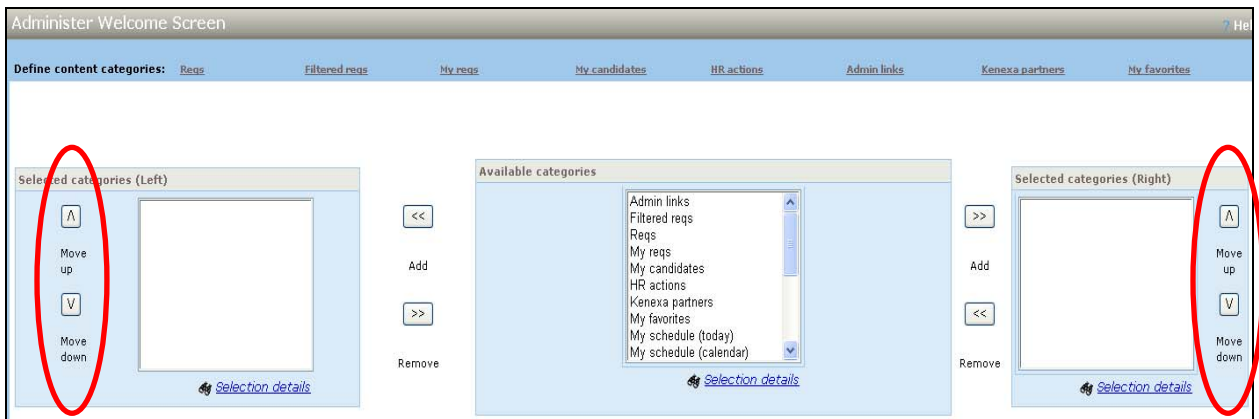 Administer Welcome Screen
? Hel
Define content categories: Reqs Filtered reqs My reqs My candidates HR actions Admin links Kenexa partners My favorites
Selected categories (Left)
Λ
Move
up
V
Move
down
Selection details
<<
Add
>>
Remove
Available categories
Admin links
Filtered reqs
Reqs
My reqs
My candidates
HR actions
Kenexa partners
My favorites
My schedule (today)
My schedule (calendar)
Selection details
>>
Add
<<
Remove
Selected categories (Right)
Λ
Move
up
V
Move
down
Selection details